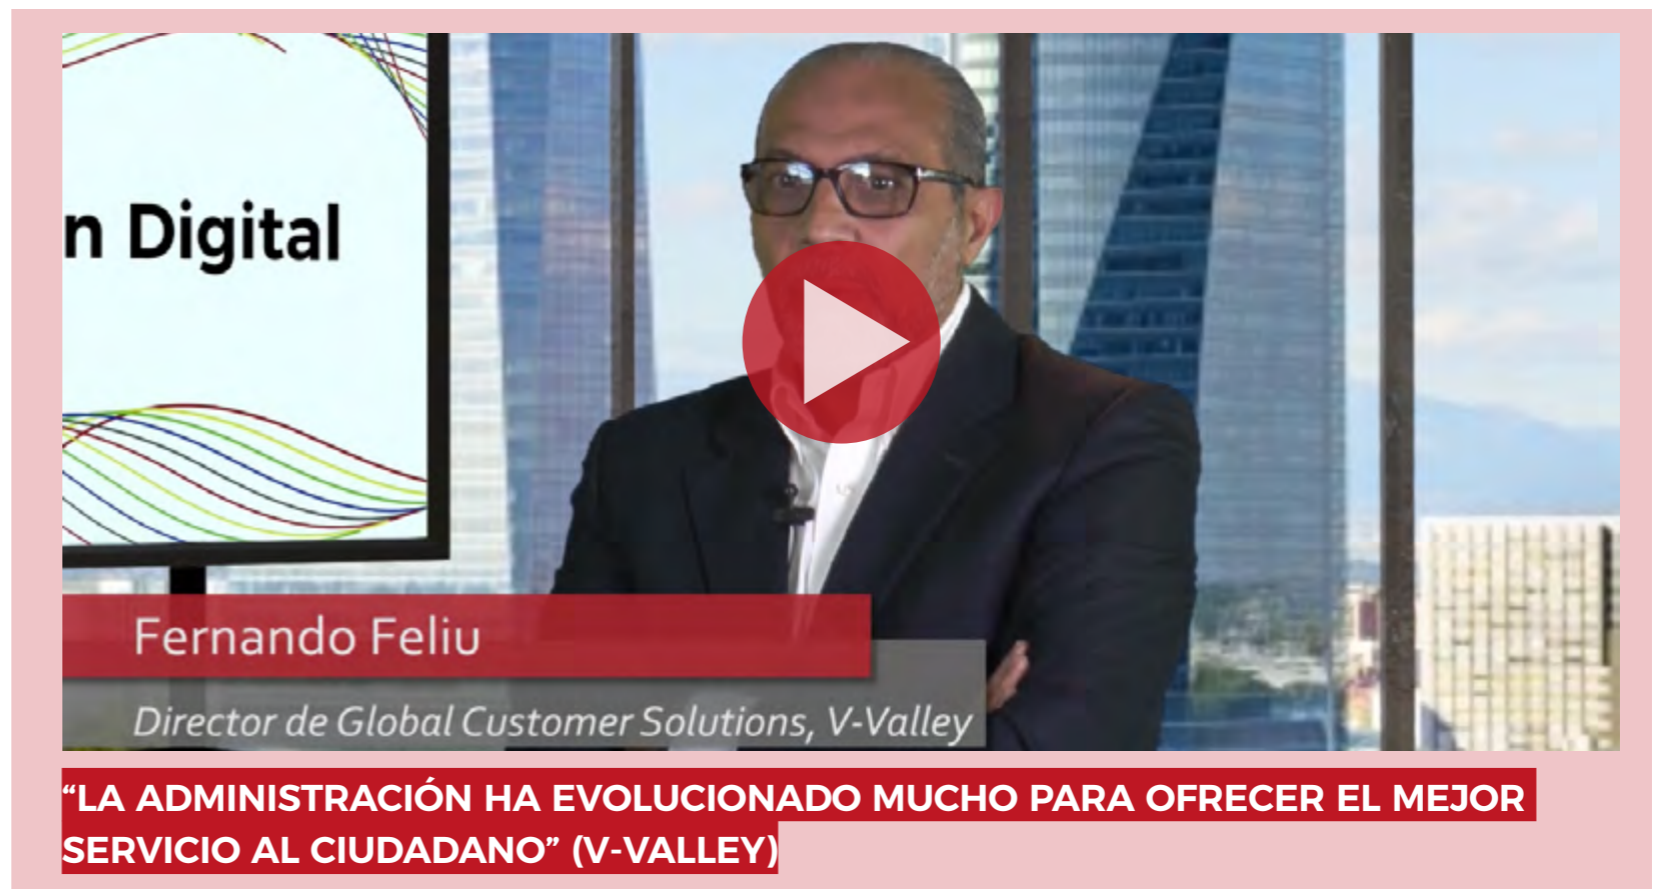 n Digital
Fernando Feliu
Director de Global Customer Solutions, V-Valley
“LA ADMINISTRACIÓN HA EVOLUCIONADO MUCHO PARA OFRECER EL MEJOR
SERVICIO AL CIUDADANO” (V-VALLEY)